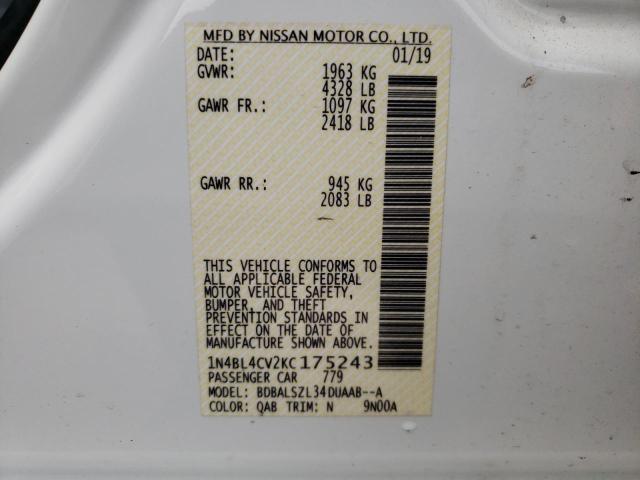 MFD BY NISSAN MOTOR CO., LTD.
DATE: 01/19
GVWR: 1963 KG
4328 LB
GAWR FR.: 1097 KG
2418 LB
GAWR RR.: 945 KG
2083 LB
THIS VEHICLE CONFORMS TO
ALL APPLICABLE FEDERAL
MOTOR VEHICLE SAFETY,
BUMPER, AND THEFT
PREVENTION STANDARDS IN
EFFECT ON THE DATE OF
MANUFACTURE SHOWN ABOVE.
1N4BL4CV2KC175243
PASSENGER CAR 779
MODEL: BDBALSZL34DUAAB--A
COLOR: QAB TRIM: N 9N00A